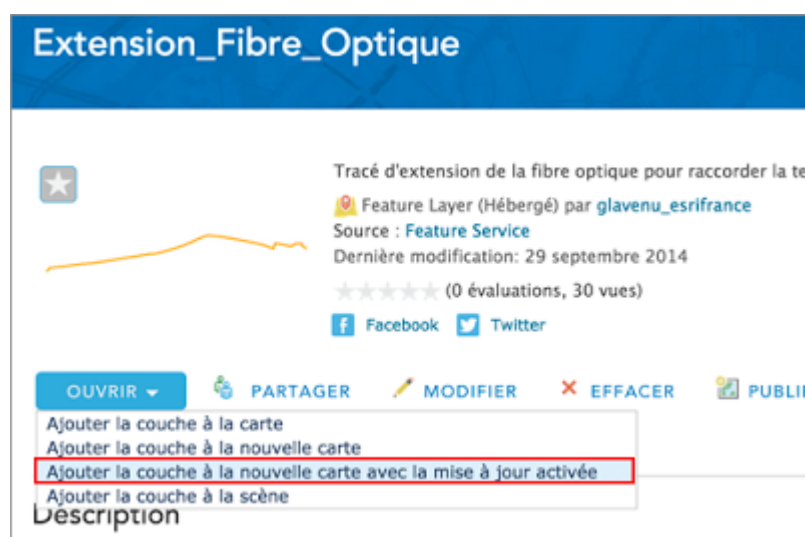 Extension_Fibre_Optique
Tracé d'extension de la fibre optique pour raccorder la
Feature Layer (Hébergé) par glavenu_esrifrance
Source : Feature Service
Dernière modification: 29 septembre 2014
(0 évaluations, 30 vues)
Facebook Twitter
OUVRIR PARTAGER MODIFIER EFFACER
Ajouter la couche à la carte
Ajouter la couche à la nouvelle carte
Ajouter la couche à la nouvelle carte avec la mise à jour activée
Ajouter la couche à la scène
Description